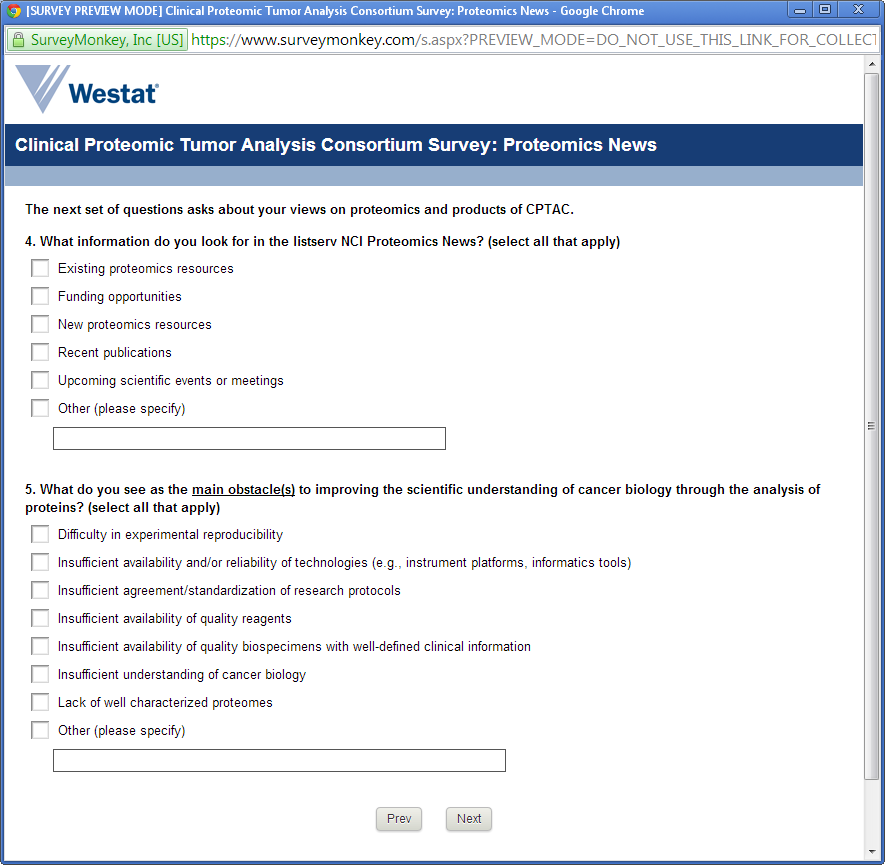 [SURVEY PREVIEW MODE] Clinical Proteomic Tumor Analysis Consortium Survey: Proteomics News - Google Chrome
SurveyMonkey, Inc [US] https://www.surveymonkey.com/s.aspx?PREVIEW_MODE=DO_NOT_USE_THIS_LINK_FOR_COLLECT
Westat®
Clinical Proteomic Tumor Analysis Consortium Survey: Proteomics News
The next set of questions asks about your views on proteomics and products of CPTAC.
4. What information do you look for in the listserv NCI Proteomics News? (select all that apply)
Existing proteomics resources
Funding opportunities
New proteomics resources
Recent publications
Upcoming scientific events or meetings
Other (please specify)
5. What do you see as the main obstacle(s) to improving the scientific understanding of cancer biology through the analysis of
proteins? (select all that apply)
Difficulty in experimental reproducibility
Insufficient availability and/or reliability of technologies (e.g., instrument platforms, informatics tools)
Insufficient agreement/standardization of research protocols
Insufficient availability of quality reagents
Insufficient availability of quality biospecimens with well-defined clinical information
Insufficient understanding of cancer biology
Lack of well characterized proteomes
Other (please specify)
Prev Next